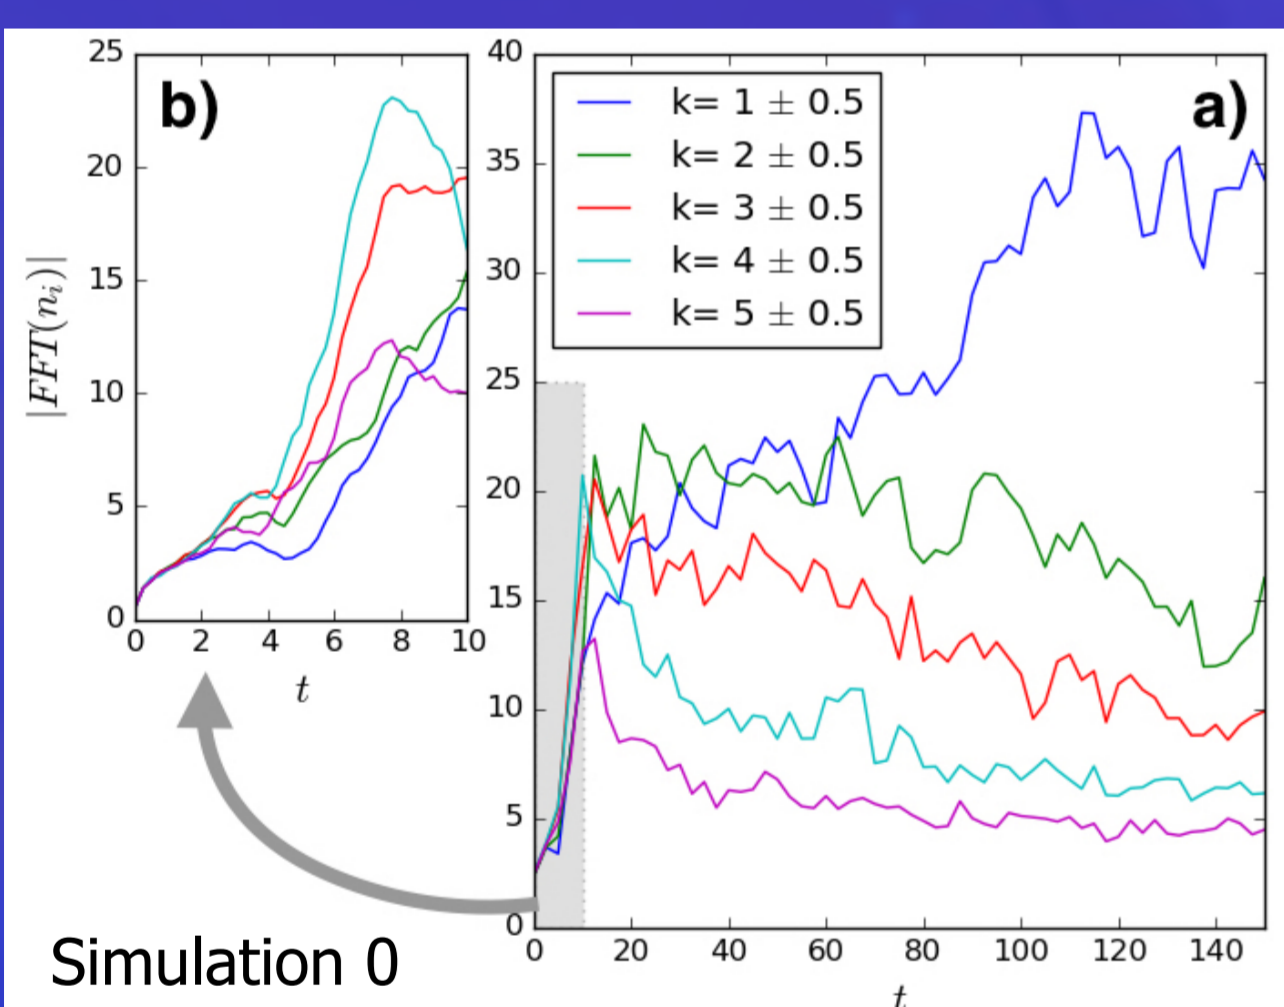 b)
25
20
15
10
5
0
0 2 4 6 8 10
t
|FFT(n_i)|
a)
40
35
30
25
20
15
10
5
0
0 20 40 60 80 100 120 140
t
k= 1 ± 0.5
k= 2 ± 0.5
k= 3 ± 0.5
k= 4 ± 0.5
k= 5 ± 0.5
Simulation 0